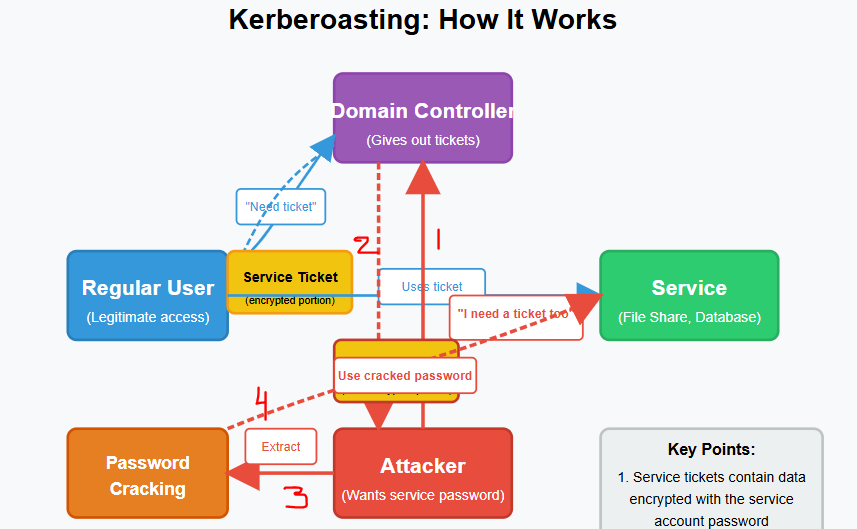 Kerberoasting: How It Works
Domain Controller
(Gives out tickets)
"Need ticket"
2
1
Regular User
(Legitimate access)
Service Ticket
(encrypted portion)
Uses ticket
"I need a ticket too
Service
(File Share, Database)
Use cracked password
4
Password
Cracking
Extract
3
Attacker
(Wants service password)
Key Points:
1. Service tickets contain data
encrypted with the service
account password